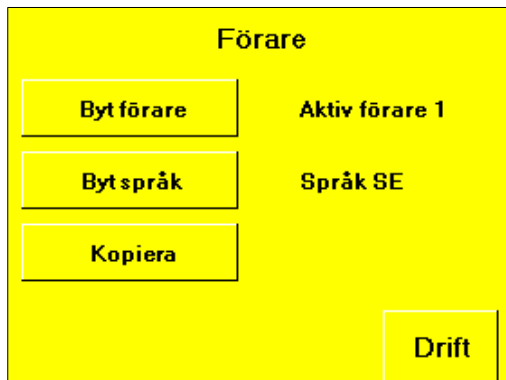 Förare
Byt förare
Aktiv förare 1
Byt språk
Språk SE
Kopiera
Drift